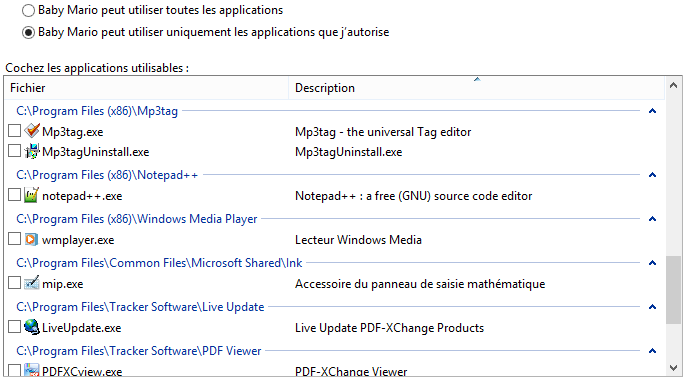 Baby Mario peut utiliser toutes les applications
Baby Mario peut utiliser uniquement les applications que j'autorise
Cochez les applications utilisables :
Fichier Description
C:\Program Files (x86)\Mp3tag
Mp3tag.exe Mp3tag - the universal Tag editor
Mp3tagUninstall.exe Mp3tagUninstall.exe
C:\Program Files (x86)\Notepad++
notepad++.exe Notepad++ : a free (GNU) source code editor
C:\Program Files (x86)\Windows Media Player
wmplayer.exe Lecteur Windows Media
C:\Program Files\Common Files\Microsoft Shared\Ink
mip.exe Accessoire du panneau de saisie mathématique
C:\Program Files\Tracker Software\Live Update
LiveUpdate.exe Live Update PDF-XChange Products
C:\Program Files\Tracker Software\PDF Viewer
PDFXCview.exe PDF-XChange Viewer